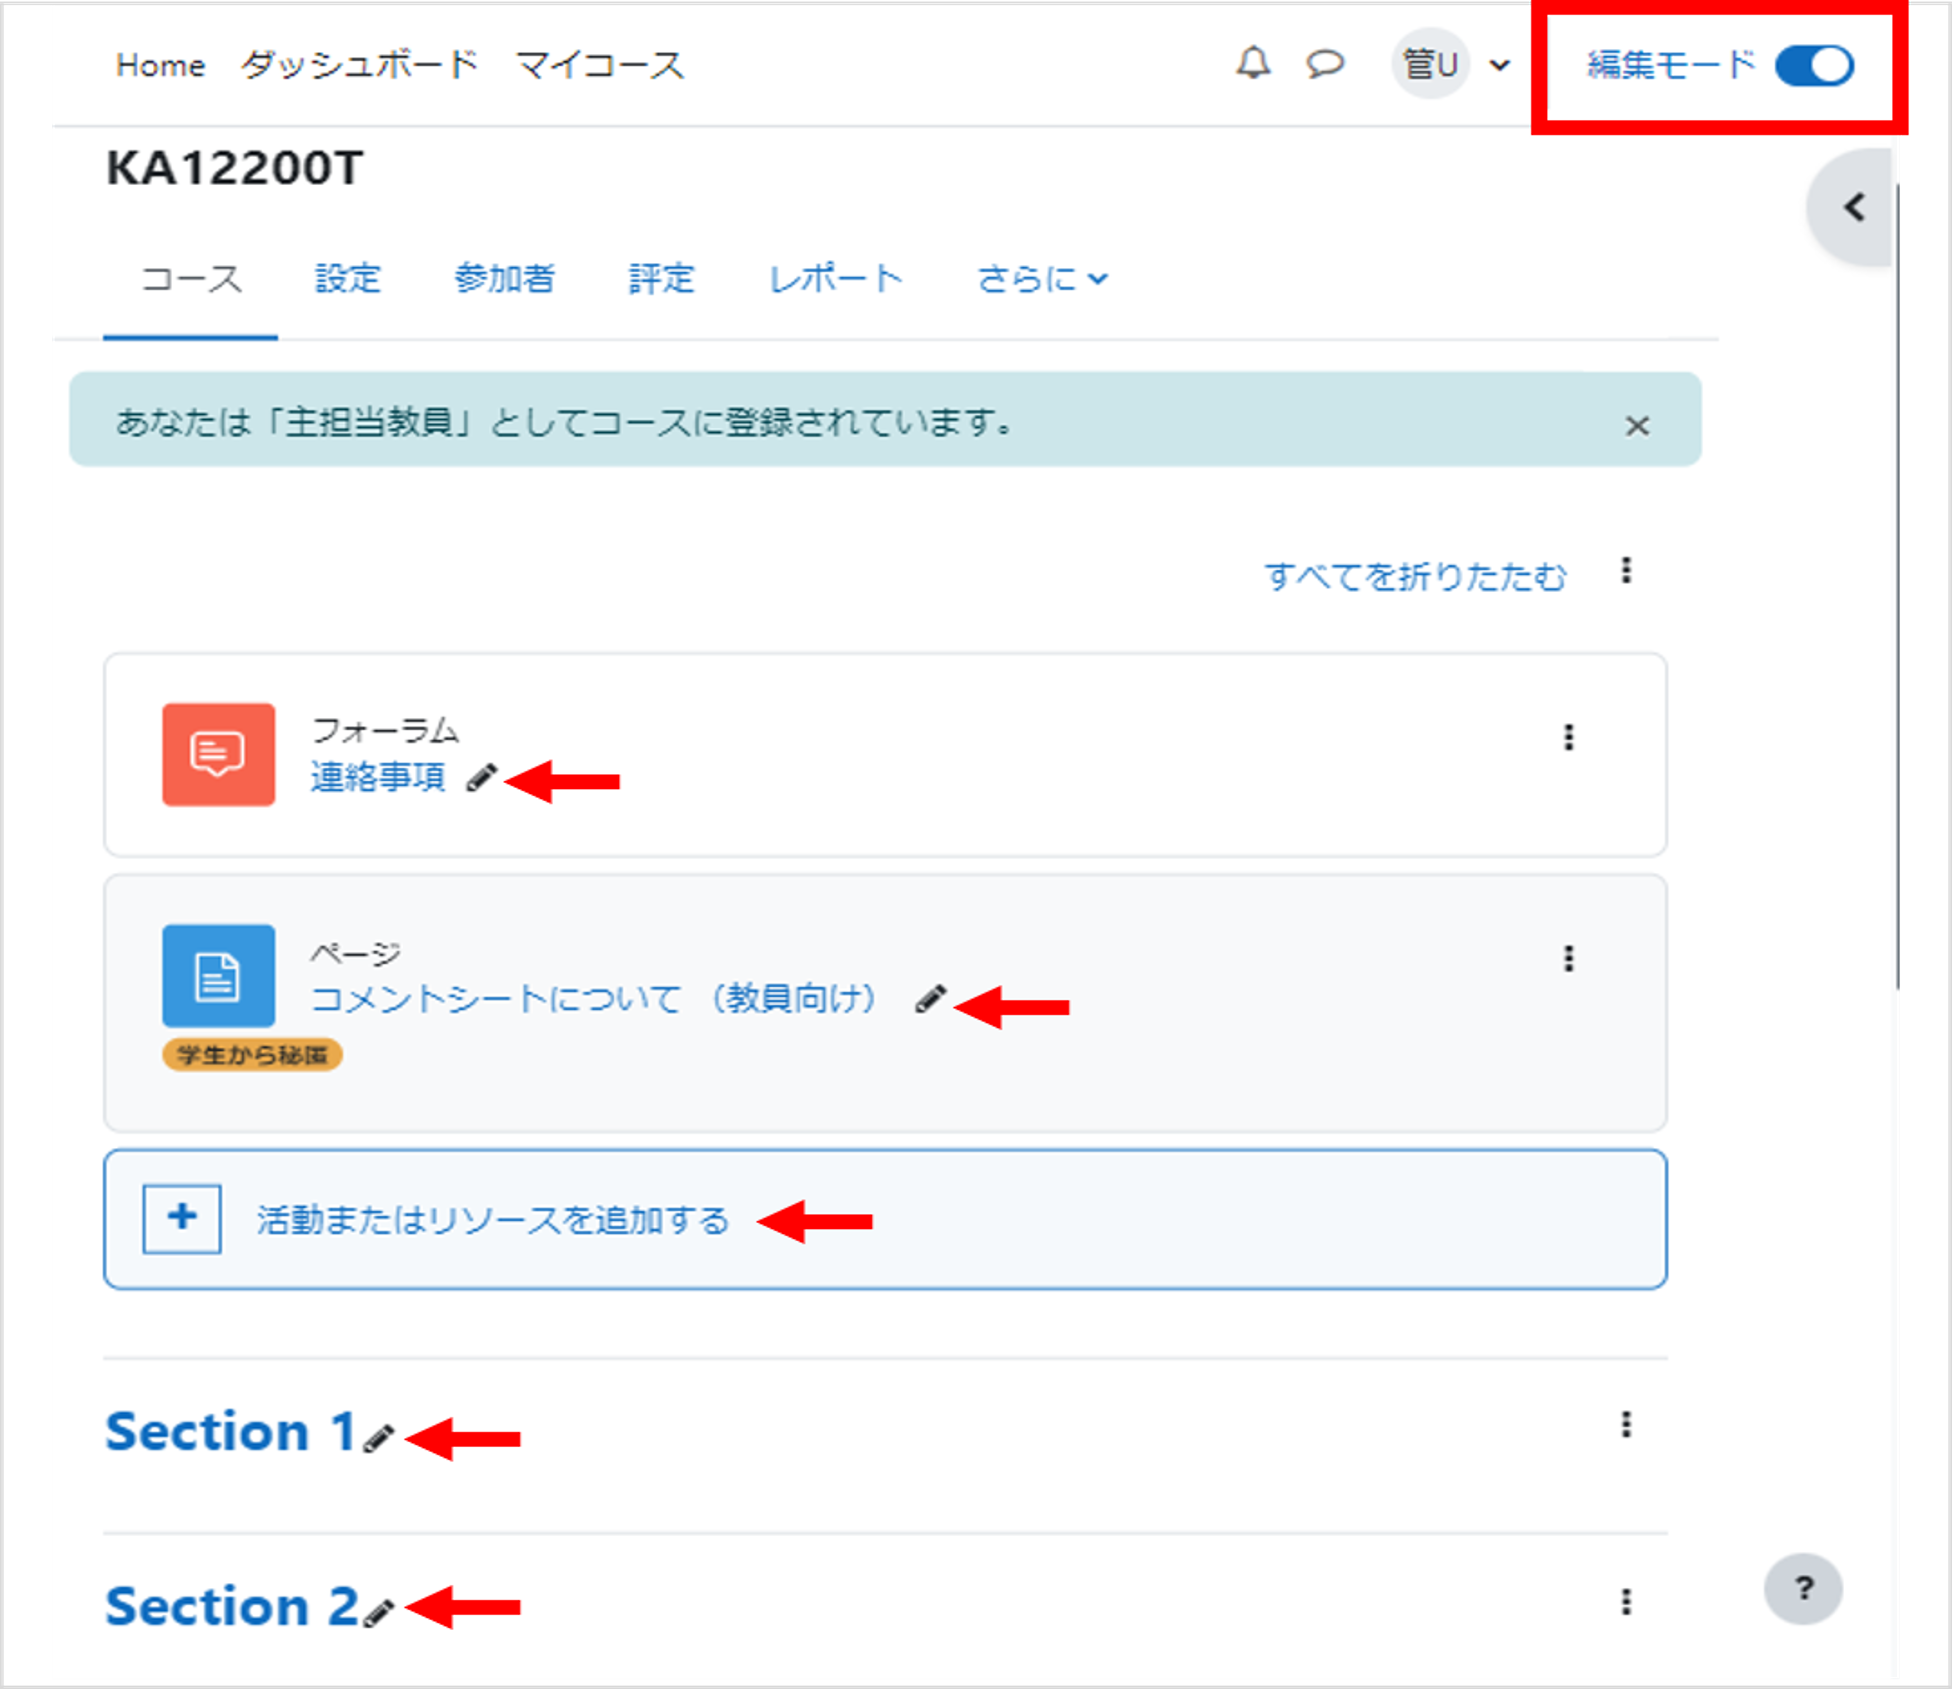 Home ダッシュボード マイコース 管U 編集モード
KA12200T
コース 設定 参加者 評定 レポート さらに
あなたは「主担当教員」としてコースに登録されています。 ×
すべてを折りたたむ
フォーラム
連絡事項
ページ
コメントシートについて（教員向け）
学生から秘匿
+ 活動またはリソースを追加する
Section 1
Section 2
?